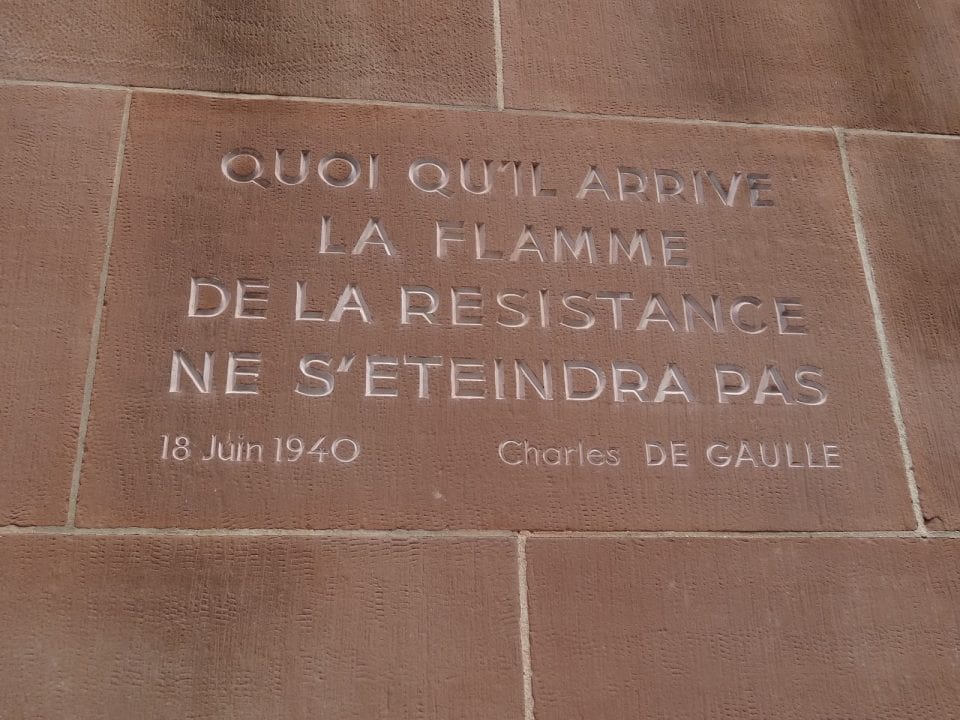 QUOI QU'IL ARRIVE
LA FLAMME
DE LA RESISTANCE
NE S'ETEINDRA PAS
18 Juin 1940 Charles DE GAULLE